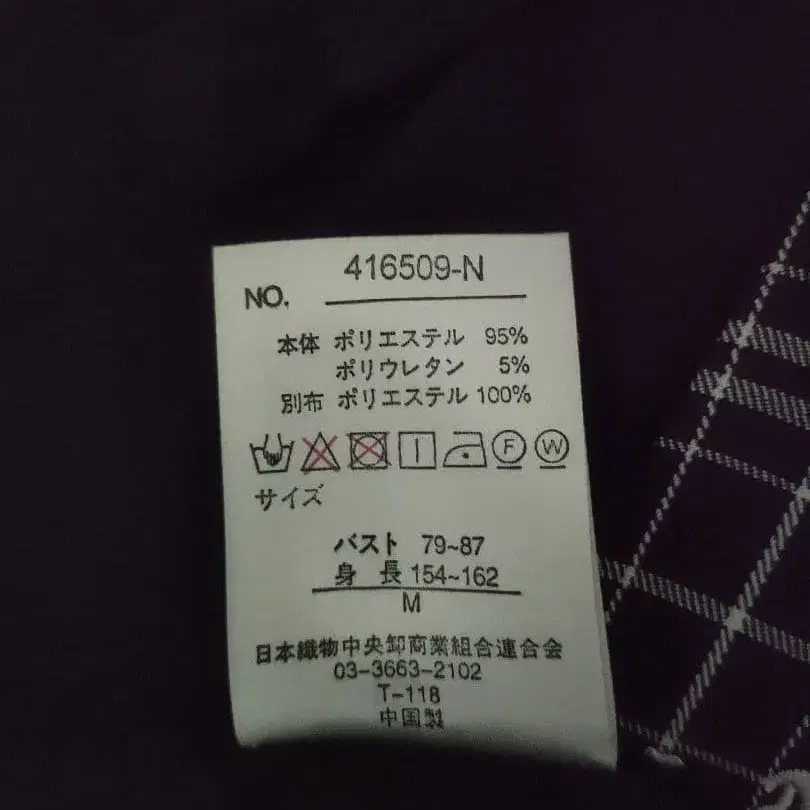 NO. 416509-N
本体 ポリエステル 95%
ポリウレタン 5%
別布 ポリエステル 100%
F W
サイズ
バスト 79~87
身 長 154~162
M
日本織物中央卸商業組合連合会
03-3663-2102
T-118
中国製